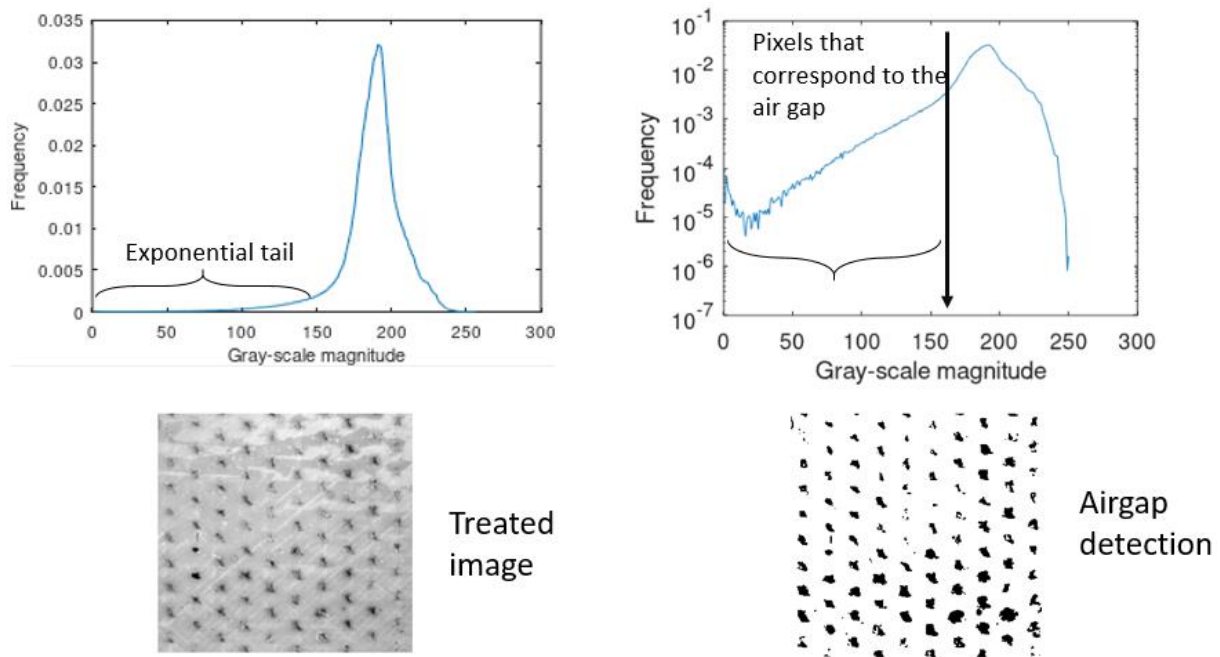 0.035
0.03
0.025
0.02
0.015
0.01
0.005
0
Frequency
Exponential tail
0 50 100 150 200 250 300
Gray-scale magnitude
10-1
10-2
10-3
10-4
10-5
10-6
10-7
Frequency
Pixels that
correspond to the
air gap
0 50 100 150 200 250 300
Gray-scale magnitude
Treated
image
Airgap
detection